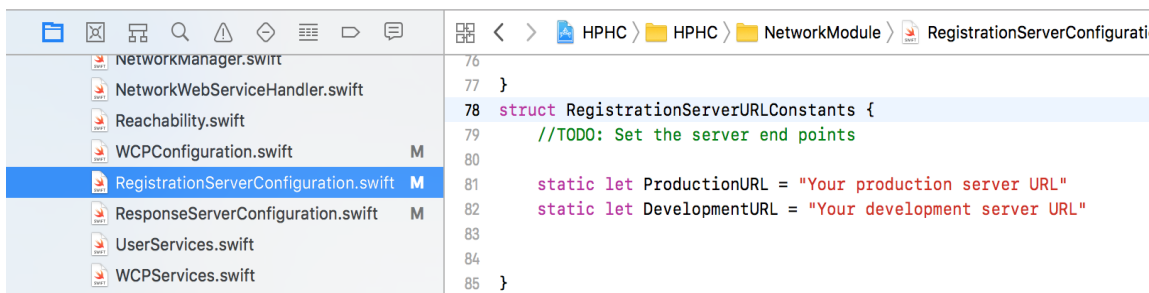 HPHC 〉 HPHC 〉 NetworkModule 〉 RegistrationServerConfigurati
NetworkManager.swift
NetworkWebServiceHandler.swift
Reachability.swift
WCPConfiguration.swift M
RegistrationServerConfiguration.swift M
ResponseServerConfiguration.swift M
UserServices.swift
WCPServices.swift
76
77 }
78 struct RegistrationServerURLConstants {
79 //TODO: Set the server end points
80
81 static let ProductionURL = "Your production server URL"
82 static let DevelopmentURL = "Your development server URL"
83
84
85 }